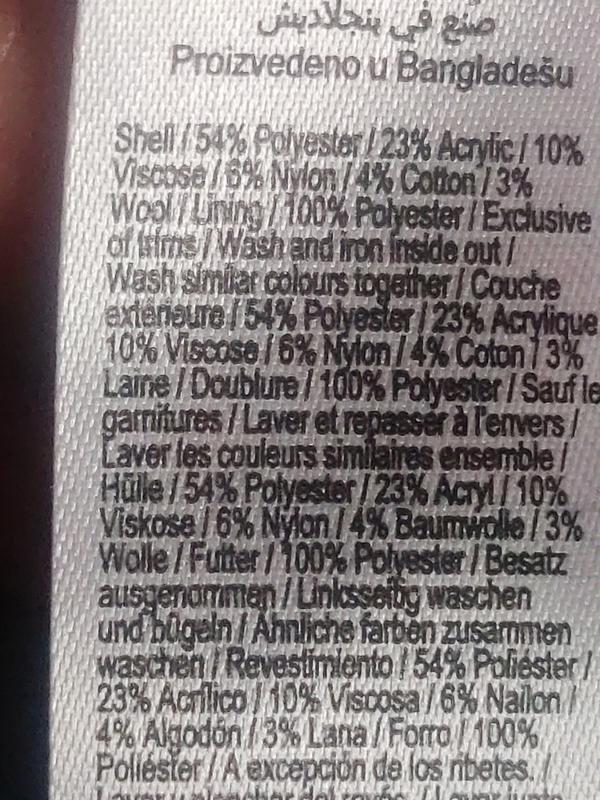 صنع في بنجلاديش
Proizvedeno u Bangladešu
Shell / 54% Polyester / 23% Acrylic / 10%
Viscose / 6% Nylon / 4% Cotton / 3%
Wool / Lining / 100% Polyester / Exclusive
of trims / Wash and iron inside out /
Wash similar colours together / Couche
extérieure / 54% Polyester / 23% Acrylique
10% Viscose / 6% Nylon / 4% Coton / 3%
Laine / Doublure / 100% Polyester / Sauf le
garnitures / Laver et repasser à l'envers /
Laver les couleurs similaires ensemble /
Hülle / 54% Polyester / 23% Acryl / 10%
Viskose / 6% Nylon / 4% Baumwolle / 3%
Wolle / Futter / 100% Polyester / Besatz
ausgenommen / Linksseitig waschen
und bügeln / Ähnliche farben zusammen
waschen / Revestimiento / 54% Poliéster /
23% Acrílico / 10% Viscosa / 6% Nailon /
4% Algodón / 3% Lana / Forro / 100%
Poliéster / A excepción de los ribetes. /